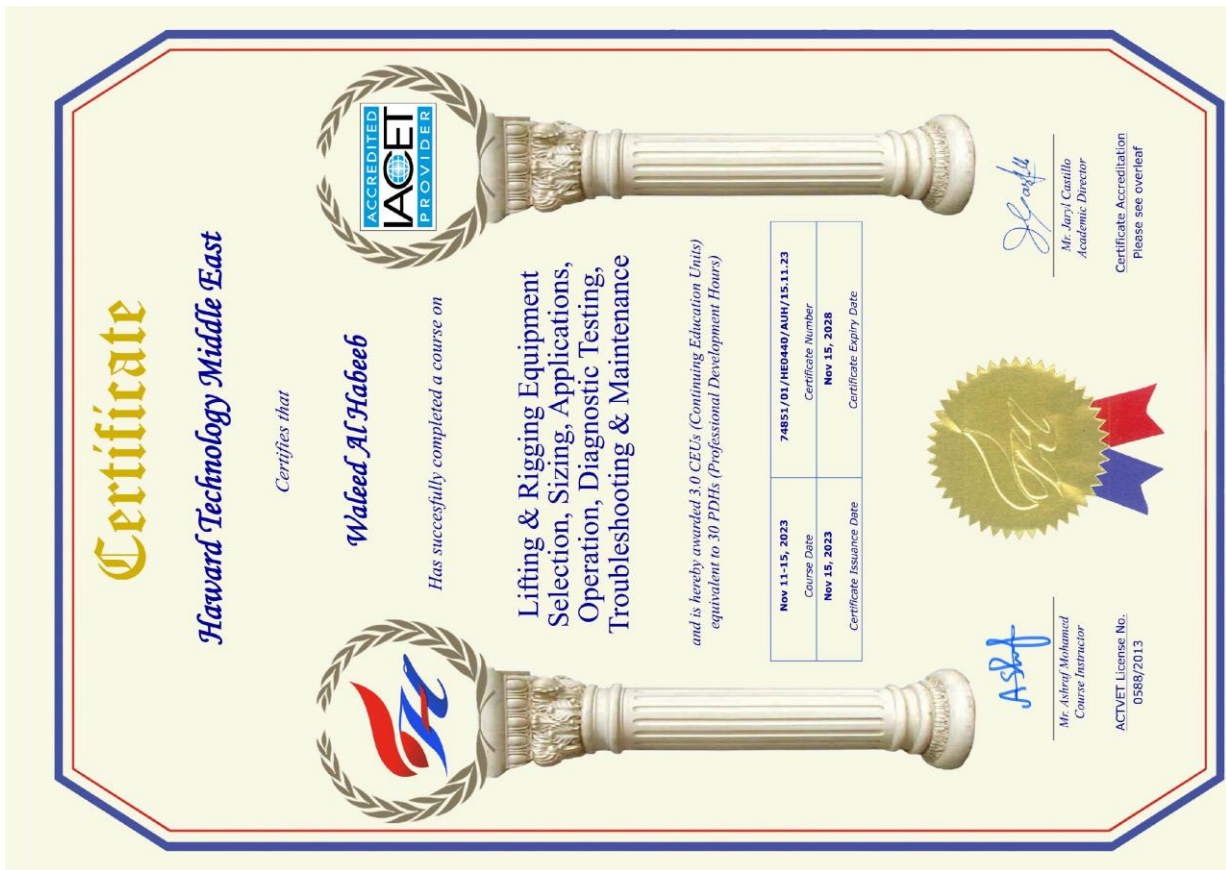 Certificate
Haward Technology Middle East
Certifies that
ACCREDITED
IACET
PROVIDER
Waleed Al Habeeb
Has succesfully completed a course on
Lifting & Rigging Equipment
Selection, Sizing, Applications,
Operation, Diagnostic Testing,
Troubleshooting & Maintenance
and is hereby awarded 3.0 CEUs (Continuing Education Units)
equivalent to 30 PDHs (Professional Development Hours)
Nov 11-15, 2023
Course Date
74851/01/HE0440/AUH/15.11.23
Certificate Number
Nov 15, 2023
Certificate Issuance Date
Nov 15, 2028
Certificate Expiry Date
Ashraf
Mr. Ashraf Mohamed
Course Instructor
ACTVET License No.
0588/2013
Mr. Jaryl Castillo
Academic Director
Certificate Accreditation
Please see overleaf